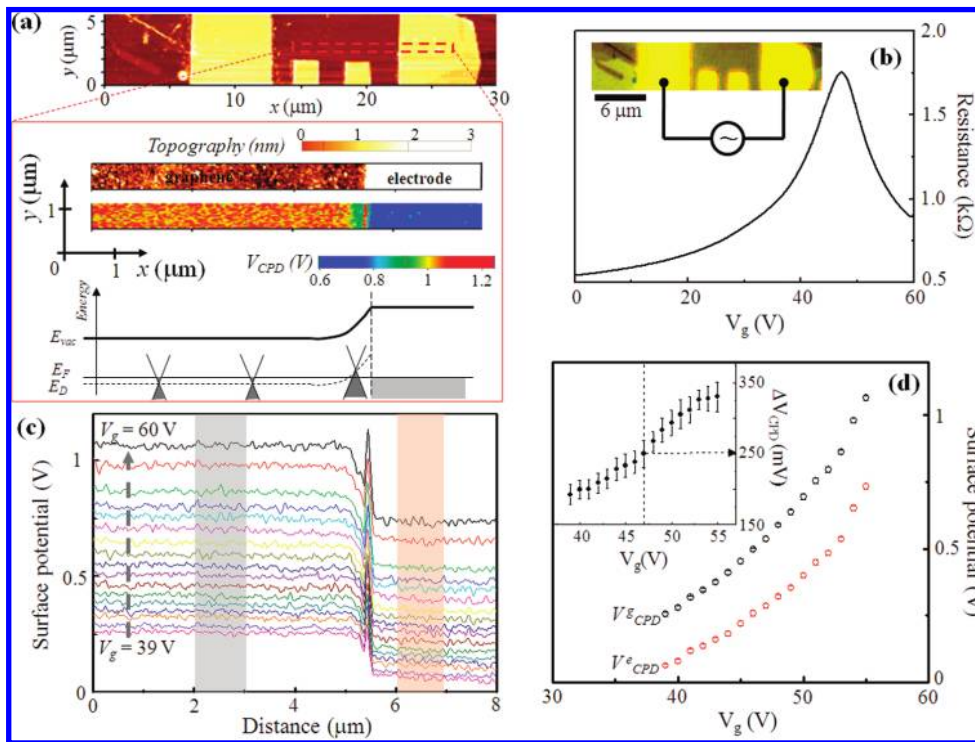 (a)
y (μm)
5
0
0
10
20
30
x (μm)
Topography (nm)
0
1
2
3
graphene
electrode
y (μm)
1
0
1
x (μm)
V_CPD (V)
0.6
0.8
1
1.2
Energy
E_vac
E_F
E_D
(b)
6 μm
~
2.0
1.5
1.0
0.5
Resistance (kΩ)
0
20
40
60
V_g (V)
(c)
V_g = 60 V
V_g = 39 V
Surface potential (V)
1
0.5
0
0
2
4
6
8
Distance (μm)
(d)
350
250
150
ΔV_CPD (mV)
40
45
50
55
V_g(V)
V^g_CPD
V^e_CPD
1
0.5
0
Surface potential (V)
30
40
50
60
V_g (V)